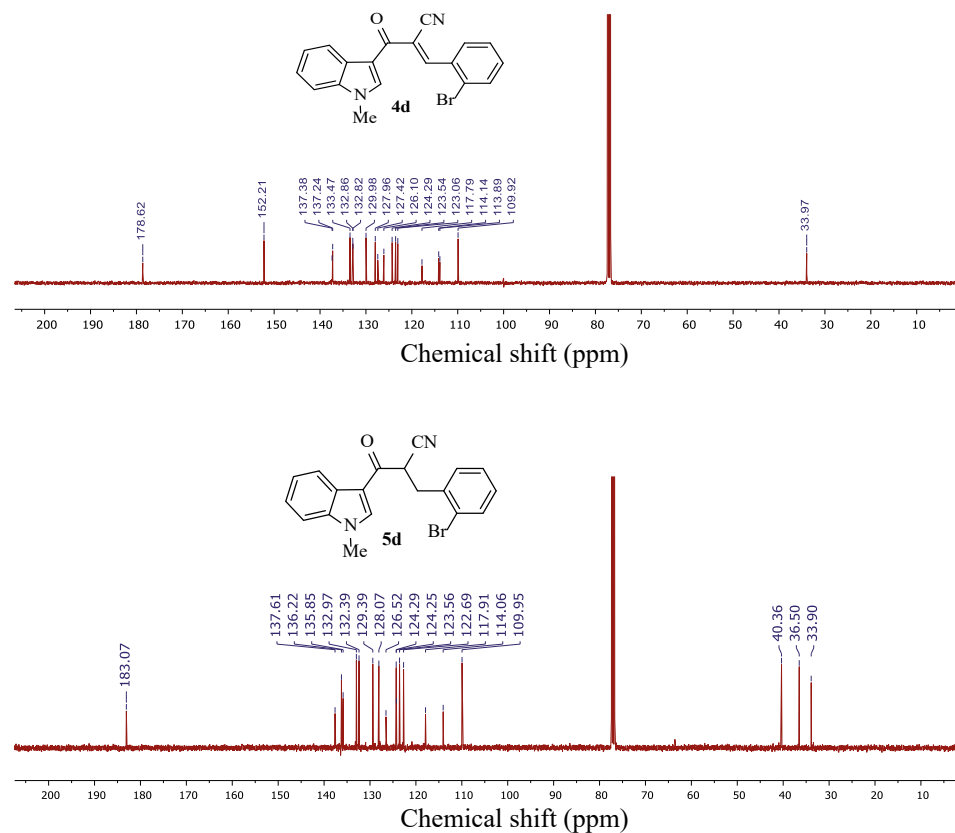 O
CN
Br
N
Me
4d
137.38
137.24
133.47
132.86
132.82
129.98
127.96
127.42
126.10
124.29
123.54
123.06
117.79
114.14
113.89
109.92
178.62
152.21
33.97
200 190 180 170 160 150 140 130 120 110 100 90 80 70 60 50 40 30 20 10
Chemical shift (ppm)
O
CN
Br
N
Me
5d
137.61
136.22
135.85
132.97
132.39
129.39
128.07
126.52
124.29
124.25
123.56
122.69
117.91
114.06
109.95
183.07
40.36
36.50
33.90
200 190 180 170 160 150 140 130 120 110 100 90 80 70 60 50 40 30 20 10
Chemical shift (ppm)